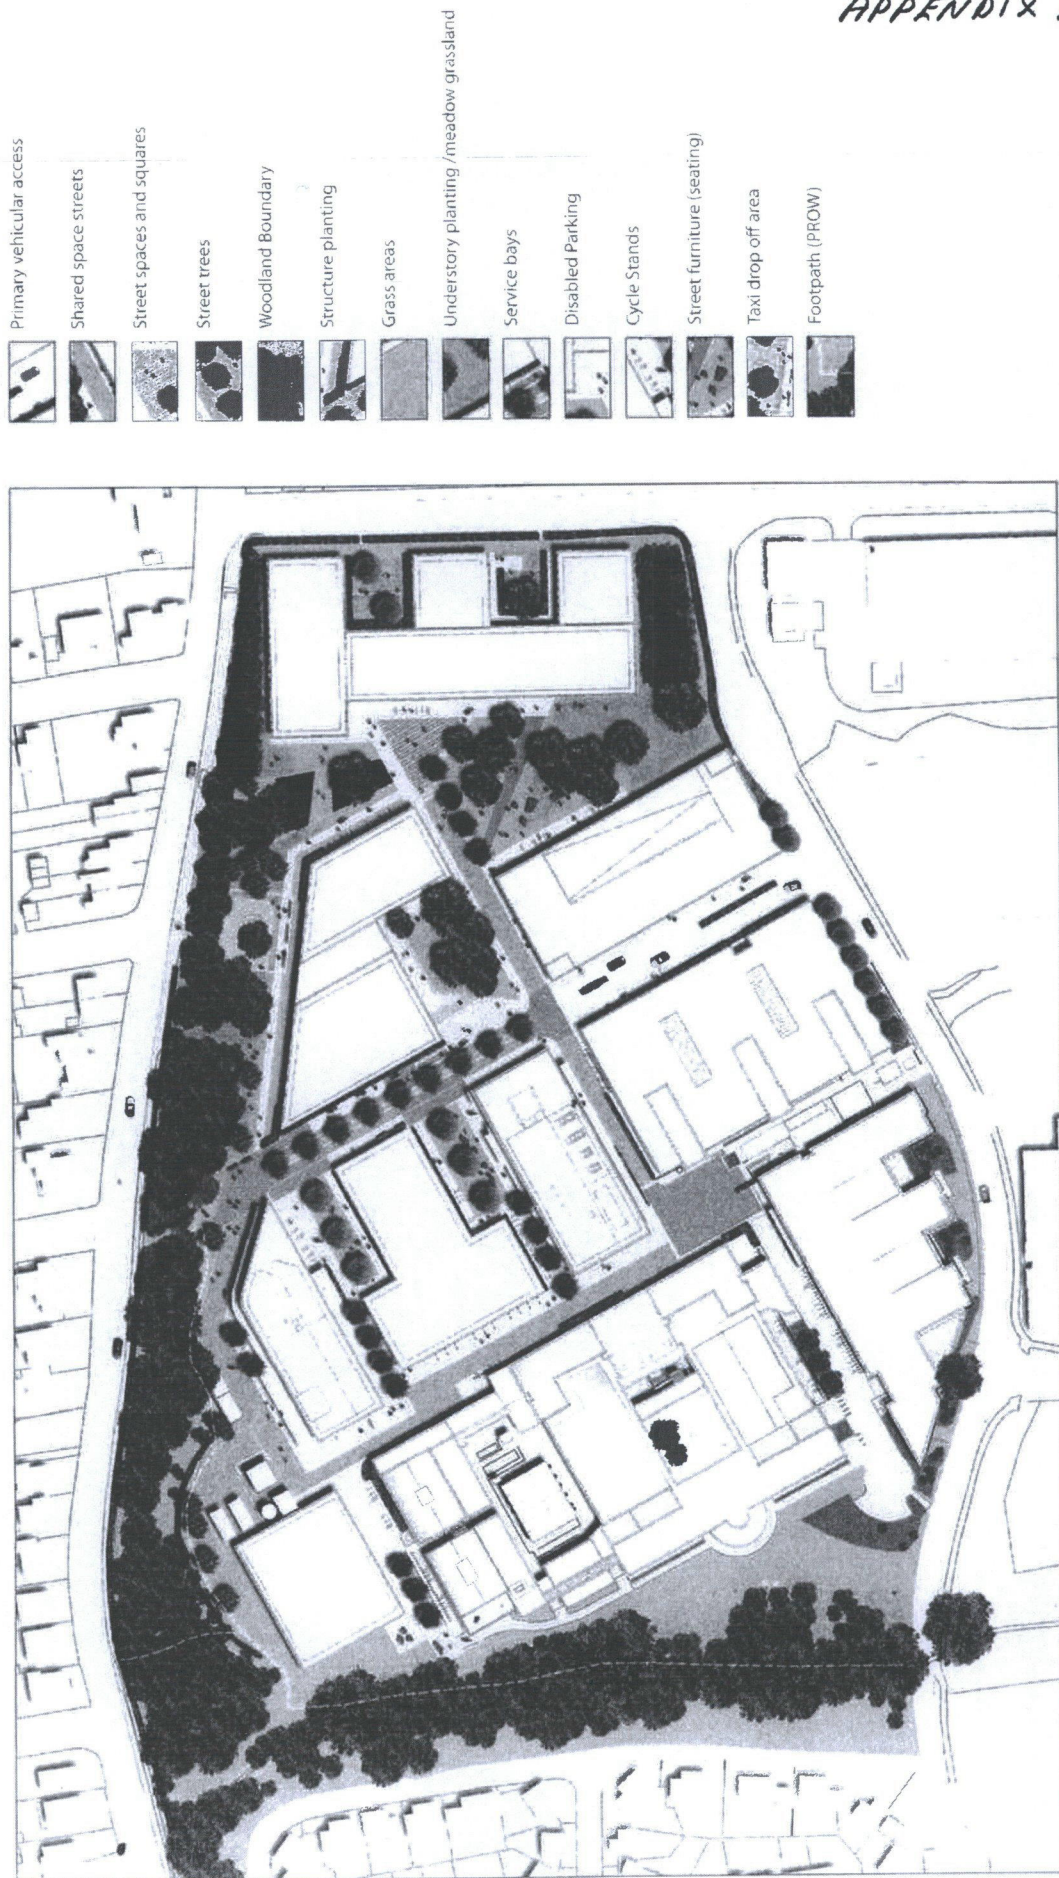 APPENDIX
Primary vehicular access
Shared space streets
Street spaces and squares
Street trees
Woodland Boundary
Structure planting
Grass areas
Understory planting /meadow grassland
Service bays
Disabled Parking
Cycle Stands
Street furniture (seating)
Taxi drop off area
Footpath (PROW)